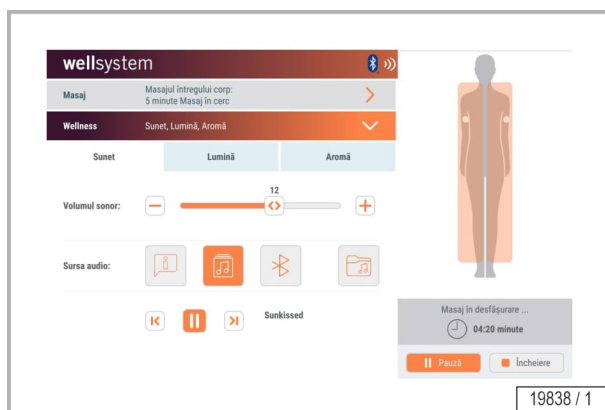 wellsystem
Masaj
Masajul întregului corp:
5 minute Masaj în cerc
Wellness
Sunet, Lumină, Aromă
Sunet
Lumină
Aromă
12
Volumul sonor:
Sursa audio:
Sunkissed
Masaj în desfășurare ...
04:20 minute
Pauză
Încheiere
19838 / 1